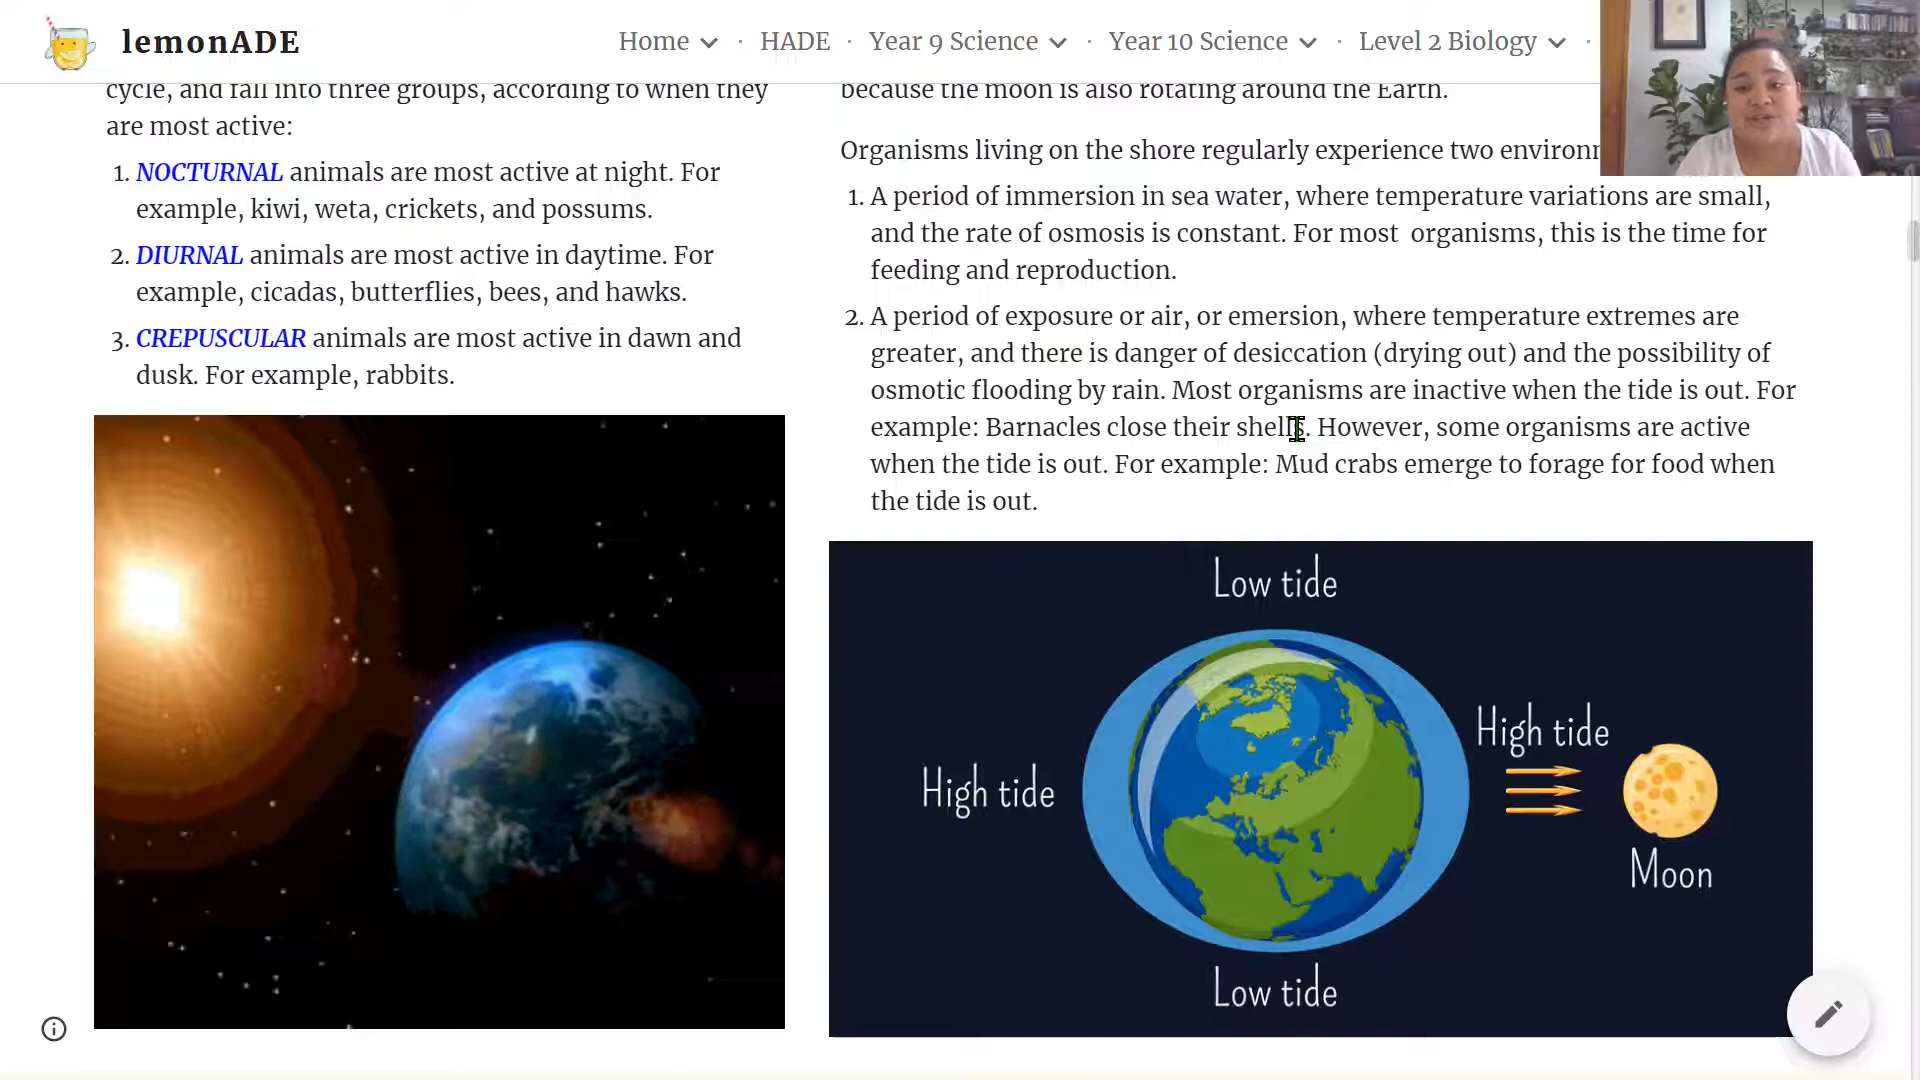 lemonADE
Home · HADE · Year 9 Science · Year 10 Science · Level 2 Biology ·
cycle, and fall into three groups, according to when they
are most active:
1. NOCTURNAL animals are most active at night. For
example, kiwi, weta, crickets, and possums.
2. DIURNAL animals are most active in daytime. For
example, cicadas, butterflies, bees, and hawks.
3. CREPUSCULAR animals are most active in dawn and
dusk. For example, rabbits.
because the moon is also rotating around the Earth.
Organisms living on the shore regularly experience two
1. A period of immersion in sea water, where temperature variations are small,
and the rate of osmosis is constant. For most organisms, this is the time for
feeding and reproduction.
2. A period of exposure or air, or emersion, where temperature extremes are
greater, and there is danger of desiccation (drying out) and the possibility of
osmotic flooding by rain. Most organisms are inactive when the tide is out. For
example: Barnacles close their shells. However, some organisms are active
when the tide is out. For example: Mud crabs emerge to forage for food when
the tide is out.
Low tide
High tide
High tide
Moon
Low tide